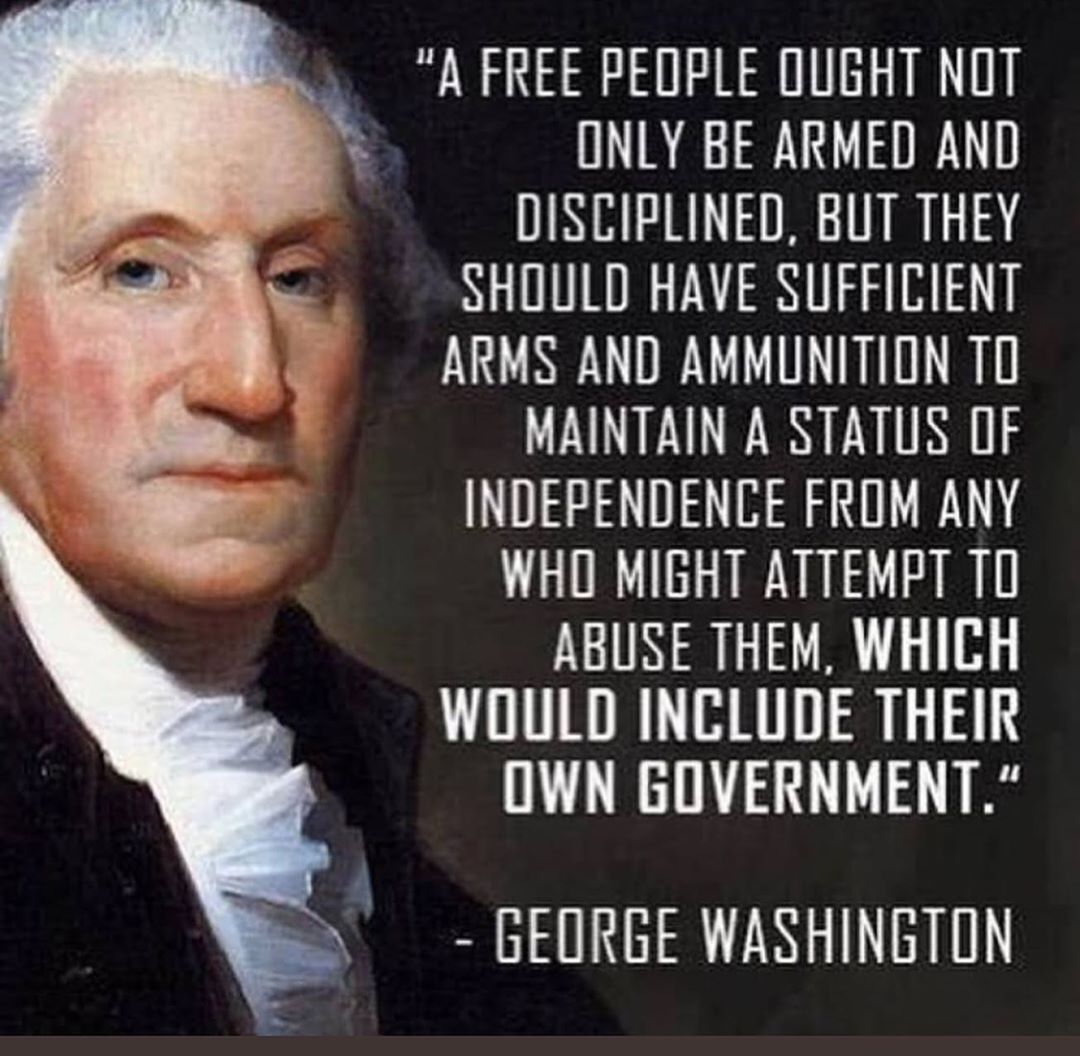 "A FREE PEOPLE OUGHT NOT
ONLY BE ARMED AND
DISCIPLINED, BUT THEY
SHOULD HAVE SUFFICIENT
ARMS AND AMMUNITION TO
MAINTAIN A STATUS OF
INDEPENDENCE FROM ANY
WHO MIGHT ATTEMPT TO
ABUSE THEM, WHICH
WOULD INCLUDE THEIR
OWN GOVERNMENT."
- GEORGE WASHINGTON